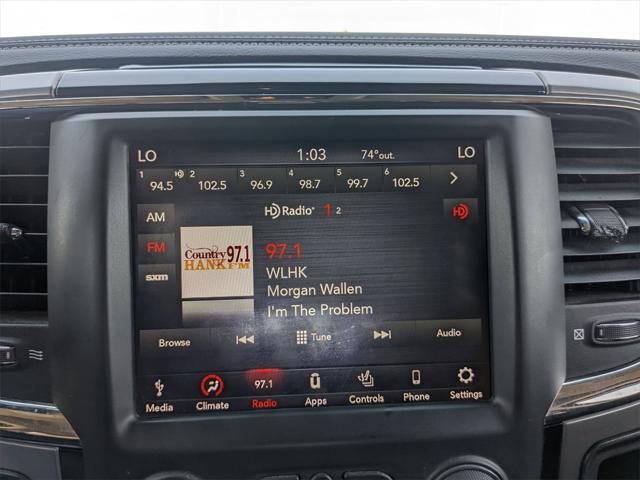 LO 1:03 74°out. LO
1 94.5 HD 2 102.5 3 96.9 4 98.7 5 99.7 6 102.5
AM HD Radio 1 2 HD
FM
sxm
Country 97.1
HANK FM
97.1
WLHK
Morgan Wallen
I'm The Problem
Browse Tune Audio
97.1
Media Climate Radio Apps Controls Phone Settings